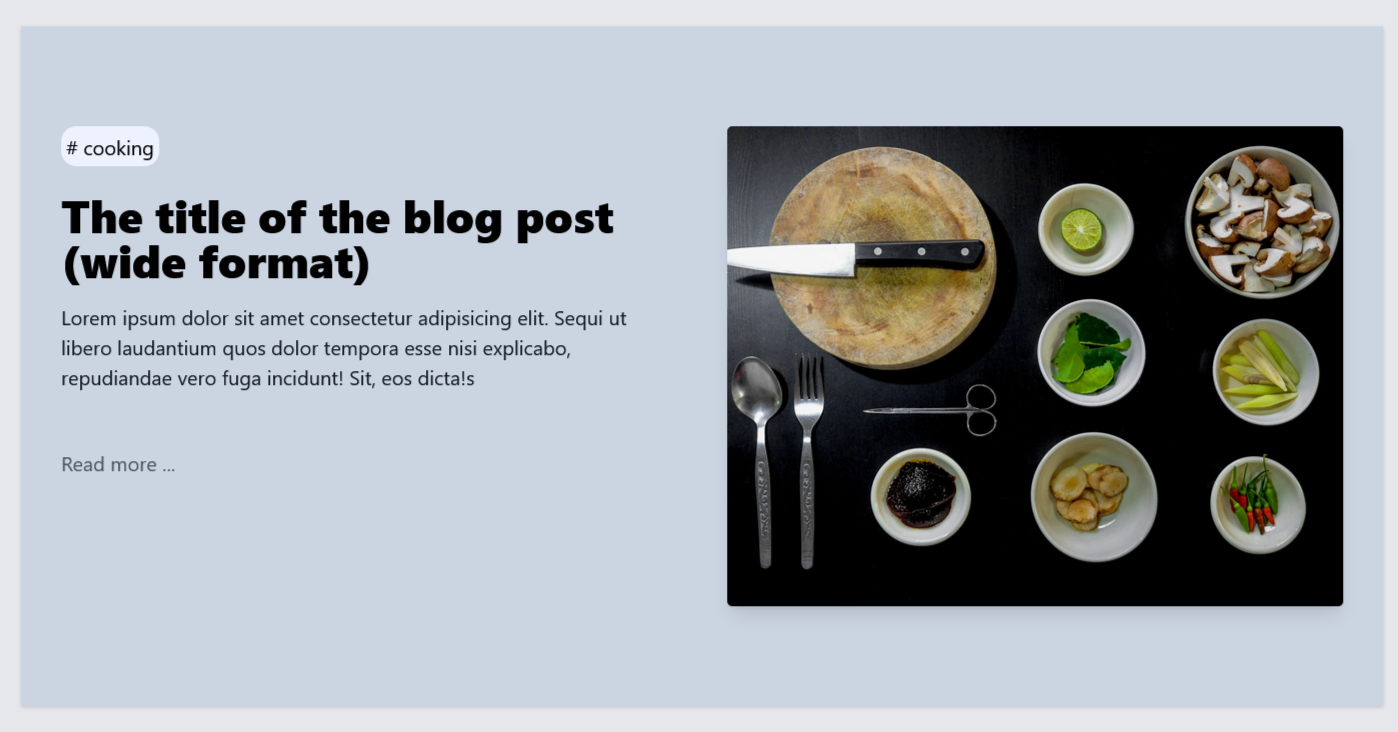 # cooking
The title of the blog post
(wide format)
Lorem ipsum dolor sit amet consectetur adipisicing elit. Sequi ut
libero laudantium quos dolor tempora esse nisi explicabo,
repudiandae vero fuga incidunt! Sit, eos dicta!s
Read more ...